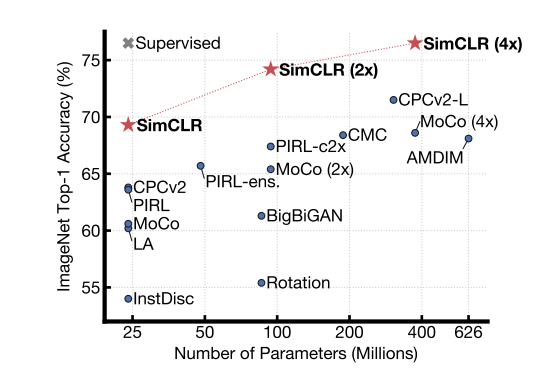 ImageNet Top-1 Accuracy (%)
75
70
65
60
55
Supervised
SimCLR (4x)
SimCLR (2x)
SimCLR
CPCv2-L
MoCo (4x)
CMC
AMDIM
PIRL-c2x
MoCo (2x)
PIRL-ens.
CPCv2
PIRL
MoCo
LA
BigBiGAN
Rotation
InstDisc
25 50 100 200 400 626
Number of Parameters (Millions)